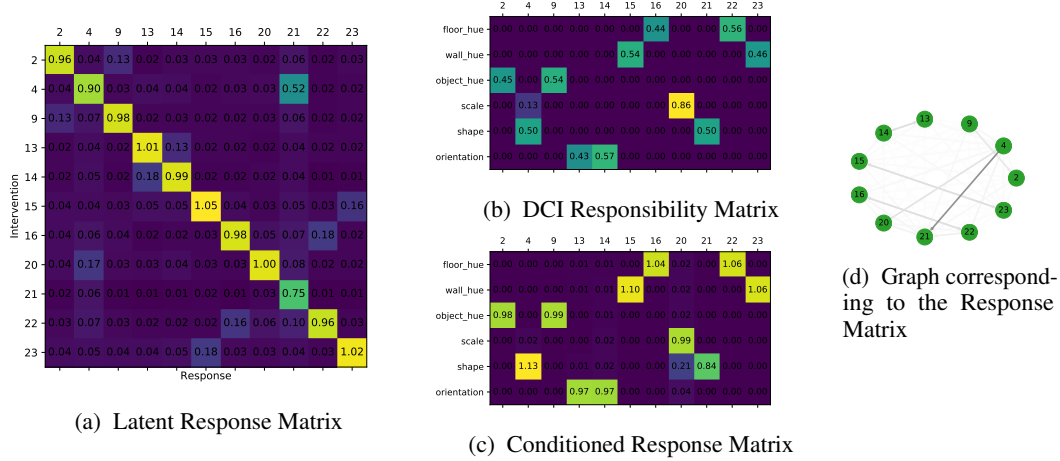 2 4 9 13 14 15 16 20 21 22 23
2 0.96 0.04 0.13 0.02 0.03 0.03 0.02 0.02 0.06 0.02 0.03
4 0.04 0.90 0.03 0.04 0.04 0.02 0.03 0.03 0.52 0.03 0.03
9 0.13 0.07 0.98 0.02 0.02 0.03 0.02 0.02 0.06 0.02 0.02
13 0.02 0.04 0.02 1.01 0.13 0.02 0.02 0.02 0.04 0.02 0.02
14 0.02 0.05 0.02 0.18 0.99 0.02 0.02 0.02 0.04 0.02 0.02
15 0.04 0.04 0.03 0.05 0.05 1.05 0.03 0.03 0.05 0.03 0.16
16 0.04 0.06 0.04 0.02 0.02 0.03 0.98 0.05 0.07 0.18 0.02
20 0.04 0.17 0.03 0.03 0.04 0.03 0.03 1.00 0.08 0.02 0.02
21 0.02 0.06 0.01 0.01 0.01 0.01 0.02 0.03 0.75 0.01 0.01
22 0.03 0.07 0.03 0.02 0.02 0.02 0.16 0.06 0.10 0.96 0.03
23 0.04 0.05 0.04 0.04 0.04 0.18 0.03 0.03 0.04 0.03 1.02
Intervention
Response
(a) Latent Response Matrix
2 4 9 13 14 15 16 20 21 22 23
floor_hue 0.00 0.00 0.00 0.00 0.00 0.00 0.44 0.00 0.00 0.56 0.00
wall_hue 0.00 0.00 0.00 0.00 0.00 0.54 0.00 0.00 0.00 0.00 0.46
object_hue 0.45 0.00 0.54 0.00 0.00 0.00 0.00 0.00 0.00 0.00 0.00
scale 0.00 0.13 0.00 0.00 0.00 0.00 0.00 0.86 0.00 0.00 0.00
shape 0.00 0.50 0.00 0.00 0.00 0.00 0.00 0.00 0.50 0.00 0.00
orientation 0.00 0.00 0.00 0.43 0.57 0.00 0.00 0.00 0.00 0.00 0.00
(b) DCI Responsibility Matrix
2 4 9 13 14 15 16 20 21 22 23
floor_hue 0.00 0.00 0.00 0.01 0.01 0.00 1.04 0.02 0.00 1.06 0.00
wall_hue 0.00 0.00 0.00 0.01 0.01 1.10 0.00 0.02 0.00 0.00 1.06
object_hue 0.98 0.00 0.99 0.00 0.00 0.00 0.00 0.02 0.00 0.00 0.00
scale 0.00 0.02 0.00 0.01 0.01 0.00 0.00 0.99 0.00 0.00 0.00
shape 0.00 1.13 0.00 0.01 0.02 0.00 0.00 0.21 0.84 0.00 0.00
orientation 0.00 0.00 0.00 0.97 0.97 0.00 0.00 0.04 0.00 0.00 0.00
(c) Conditioned Response Matrix
13
9
14
4
15
2
16
23
20
22
21
(d) Graph correspond-
ing to the Response
Matrix